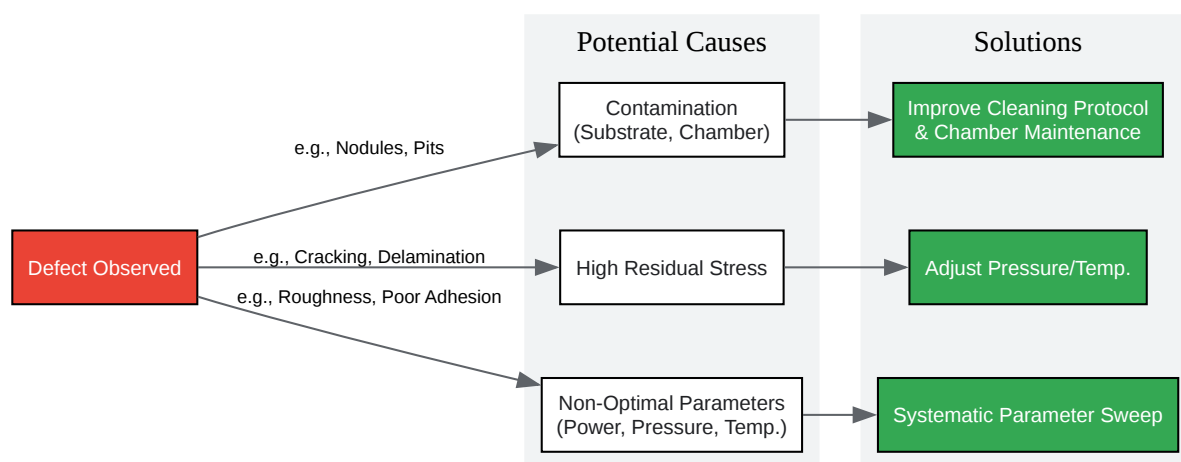 Potential Causes
Solutions
Contamination
(Substrate, Chamber)
Improve Cleaning Protocol
& Chamber Maintenance
e.g., Nodules, Pits
Defect Observed
e.g., Cracking, Delamination
High Residual Stress
Adjust Pressure/Temp.
e.g., Roughness, Poor Adhesion
Non-Optimal Parameters
(Power, Pressure, Temp.)
Systematic Parameter Sweep